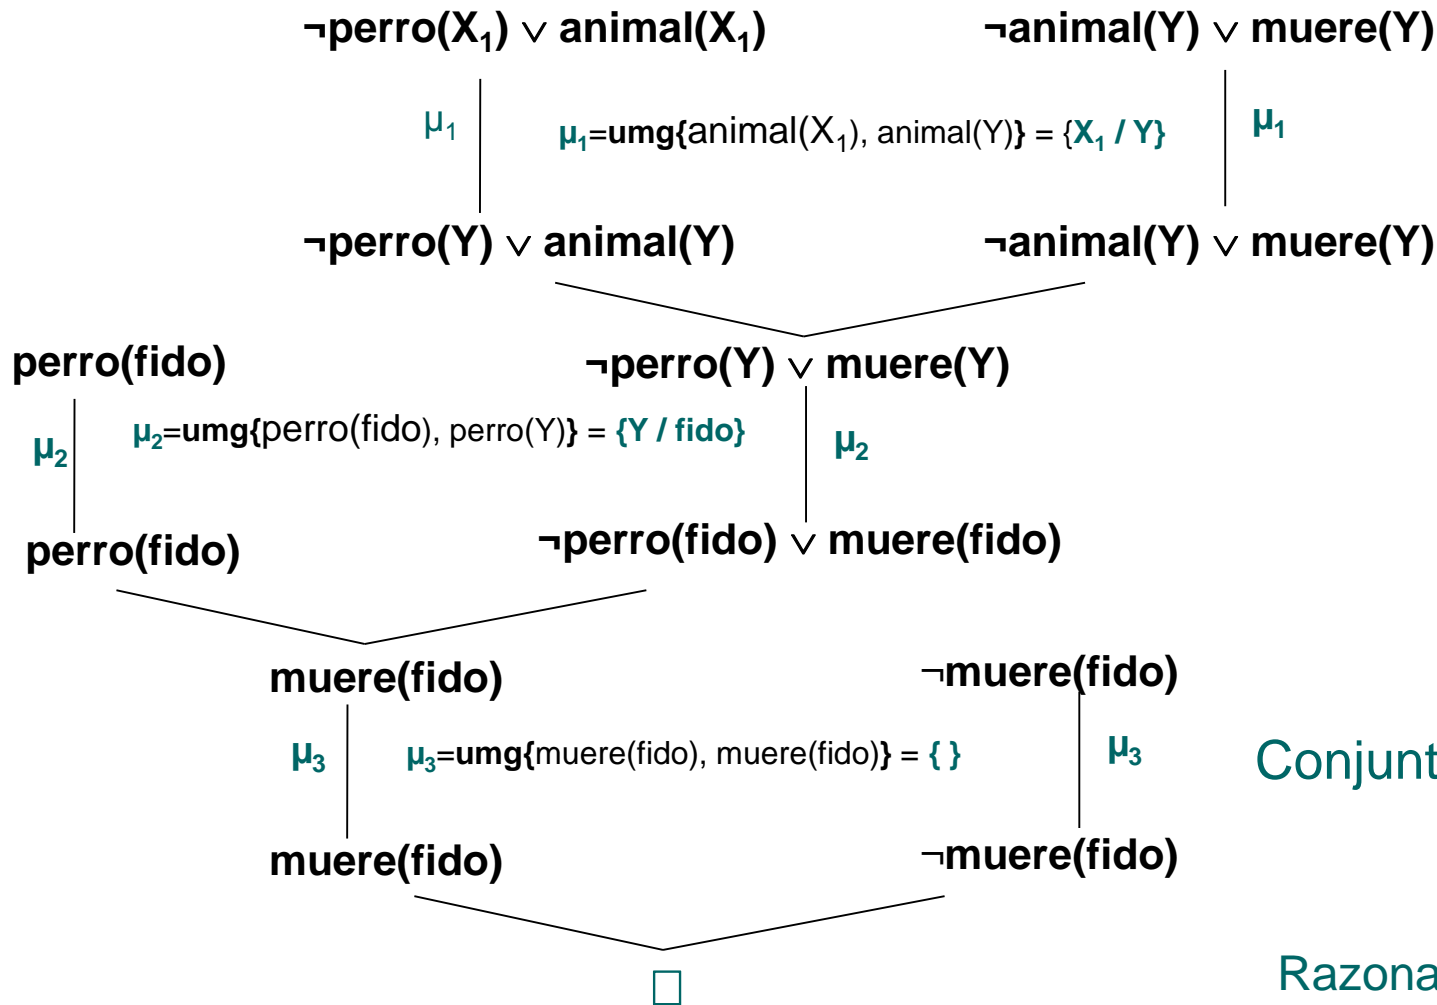 ¬perro(X₁) ∨ animal(X₁) ¬animal(Y) ∨ muere(Y)
μ₁ μ₁=umg{animal(X₁), animal(Y)} = {X₁ / Y} μ₁
¬perro(Y) ∨ animal(Y) ¬animal(Y) ∨ muere(Y)
perro(fido) ¬perro(Y) ∨ muere(Y)
μ₂ μ₂=umg{perro(fido), perro(Y)} = {Y / fido} μ₂
perro(fido) ¬perro(fido) ∨ muere(fido)
muere(fido) ¬muere(fido)
μ₃ μ₃=umg{muere(fido), muere(fido)} = { } μ₃ Conjunt
muere(fido) ¬muere(fido)
□ Razona